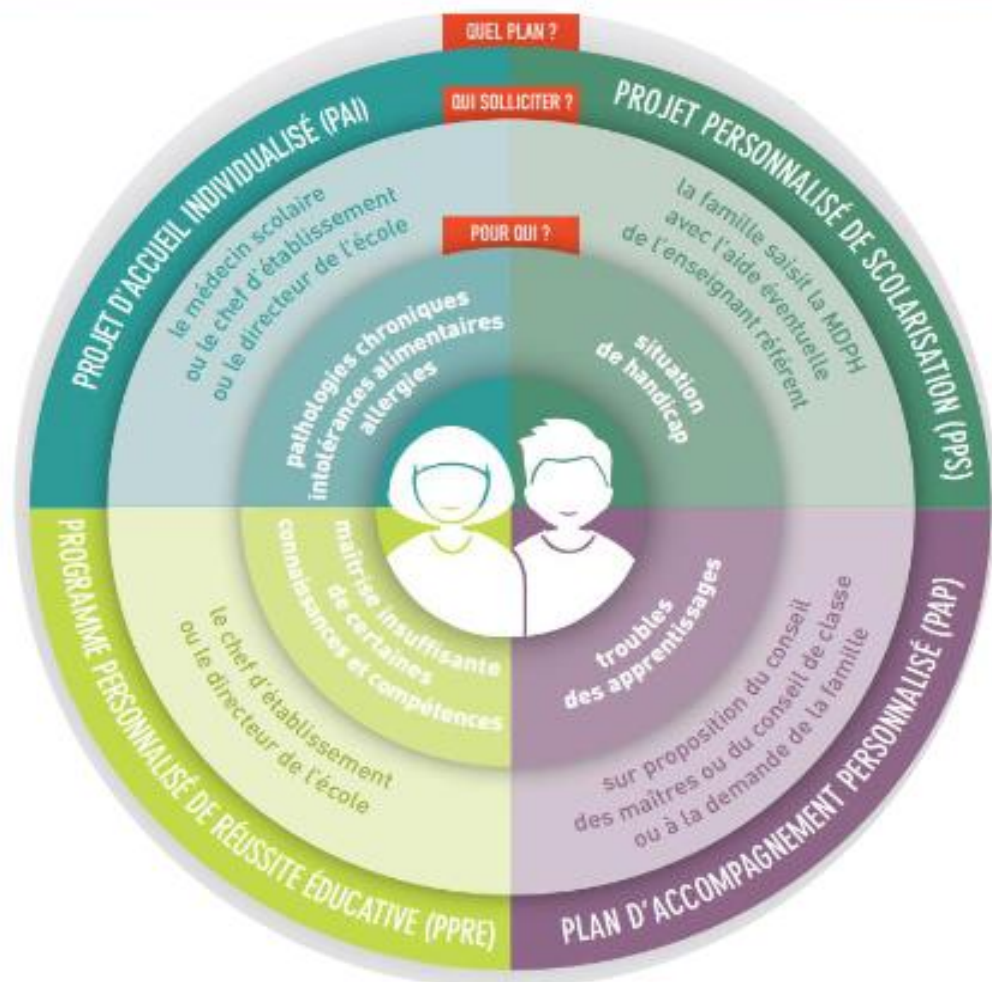 QUEL PLAN ?
QUI SOLLICITER ?
POUR QUI ?
PROJET D'ACCUEIL INDIVIDUALISÉ (PAI)
le médecin scolaire
ou le chef d'établissement
ou le directeur de l'école
pathologies chroniques
intolérances alimentaires
allergies
PROJET PERSONNALISÉ DE SCOLARISATION (PPS)
la famille saisit la MDPH
avec l'aide éventuelle
de l'enseignant référent
situation
de handicap
PROGRAMME PERSONNALISÉ DE RÉUSSITE ÉDUCATIVE (PPRE)
le chef d'établissement
ou le directeur de l'école
maitrise insuffisante
de certaines
connaissances et compétences
PLAN D'ACCOMPAGNEMENT PERSONNALISÉ (PAP)
sur proposition du conseil
des maîtres ou du conseil de classe
ou à la demande de la famille
troubles
des apprentissages